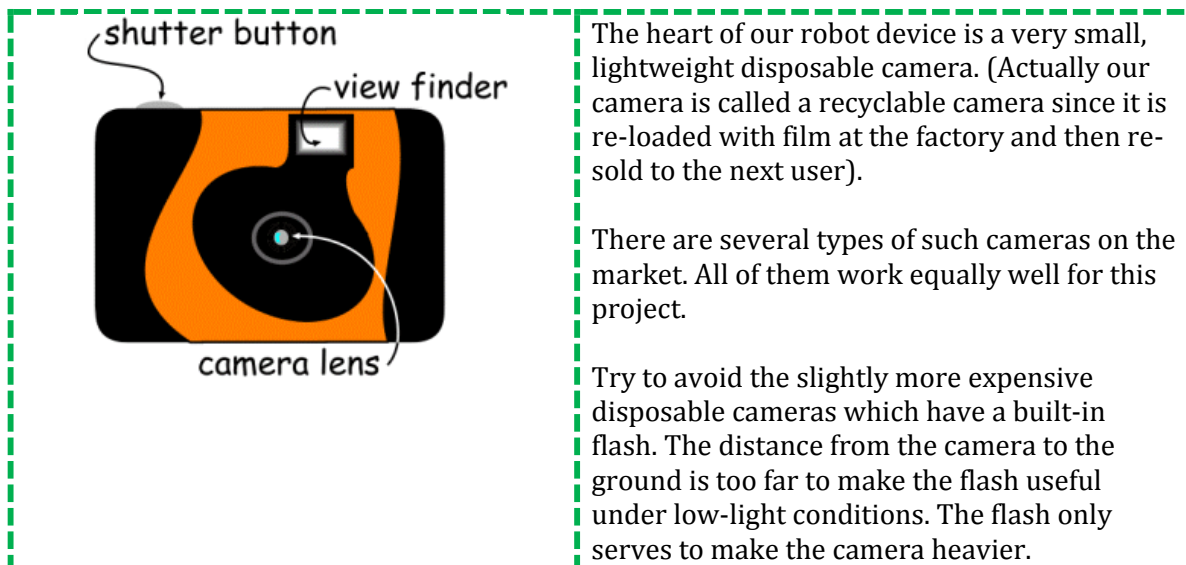 shutter button
view finder
camera lens
The heart of our robot device is a very small,
lightweight disposable camera. (Actually our
camera is called a recyclable camera since it is
re-loaded with film at the factory and then re-
sold to the next user).
There are several types of such cameras on the
market. All of them work equally well for this
project.
Try to avoid the slightly more expensive
disposable cameras which have a built-in
flash. The distance from the camera to the
ground is too far to make the flash useful
under low-light conditions. The flash only
serves to make the camera heavier.